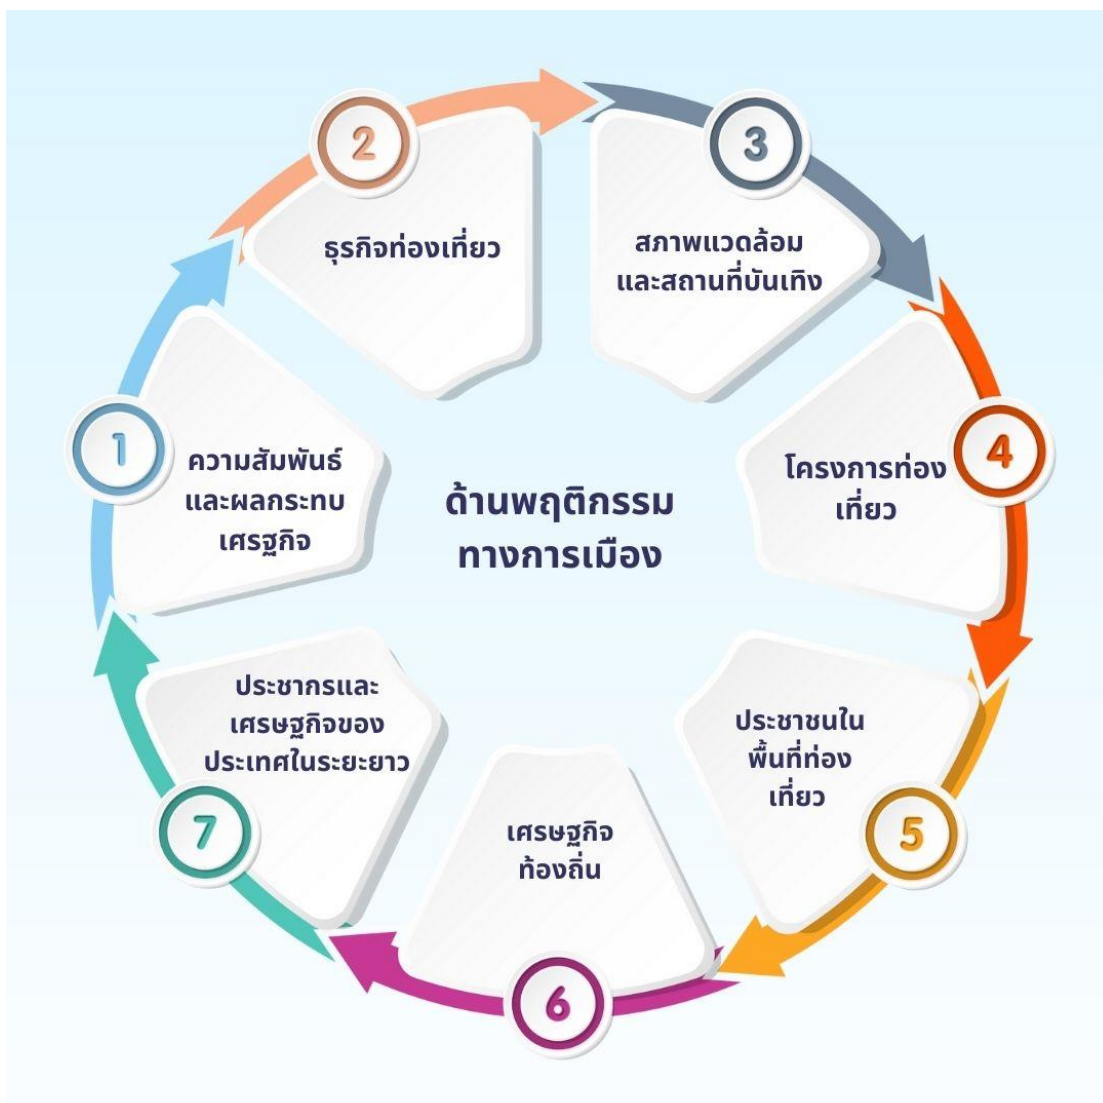 ด้านพฤติกรรม
ทางการเมือง
1
ความสัมพันธ์
และผลกระทบ
เศรฐกิจ
2
ธุรกิจท่องเที่ยว
3
สภาพแวดล้อม
และสถานที่บันเทิง
4
โครงการท่อง
เที่ยว
5
ประชาชนใน
พื้นที่ท่อง
เที่ยว
6
เศรษฐกิจ
ท้องถิ่น
7
ประชากรและ
เศรษฐกิจของ
ประเทศในระยะยาว